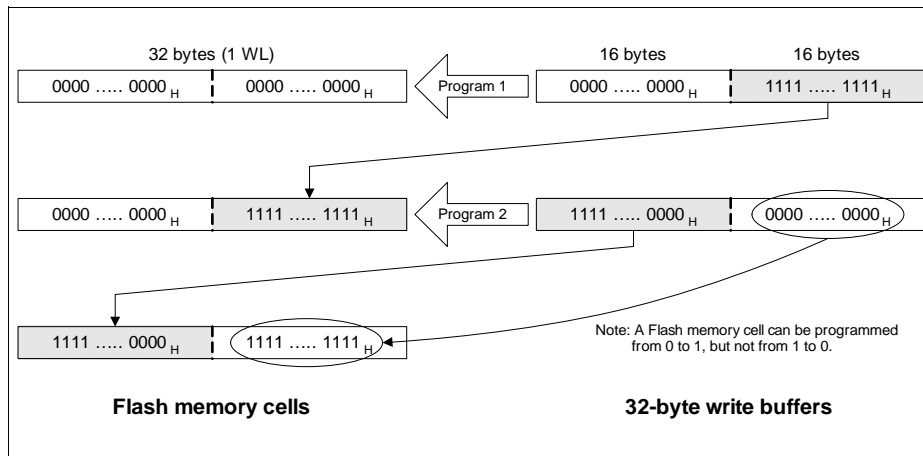 32 bytes (1 WL)
16 bytes
16 bytes
0000 ..... 0000 H
0000 ..... 0000 H
Program 1
0000 ..... 0000 H
1111 ..... 1111 H
0000 ..... 0000 H
1111 ..... 1111 H
Program 2
1111 ..... 0000 H
0000 ..... 0000 H
1111 ..... 0000 H
1111 ..... 1111 H
Note: A Flash memory cell can be programmed
from 0 to 1, but not from 1 to 0.
Flash memory cells
32-byte write buffers